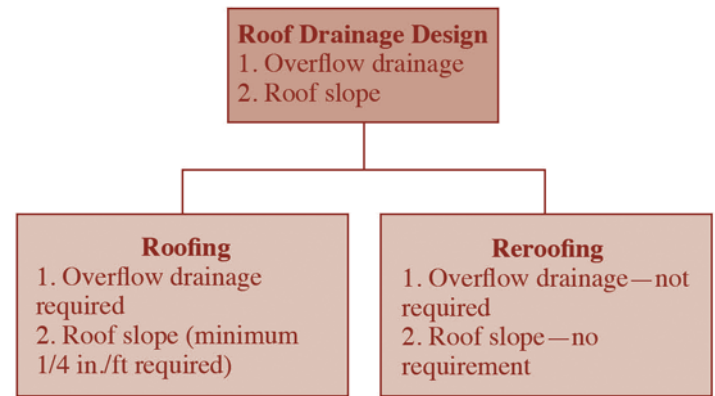 Roof Drainage Design
1. Overflow drainage
2. Roof slope
Roofing
1. Overflow drainage
required
2. Roof slope (minimum
1/4 in./ft required)
Reroofing
1. Overflow drainage—not
required
2. Roof slope—no
requirement